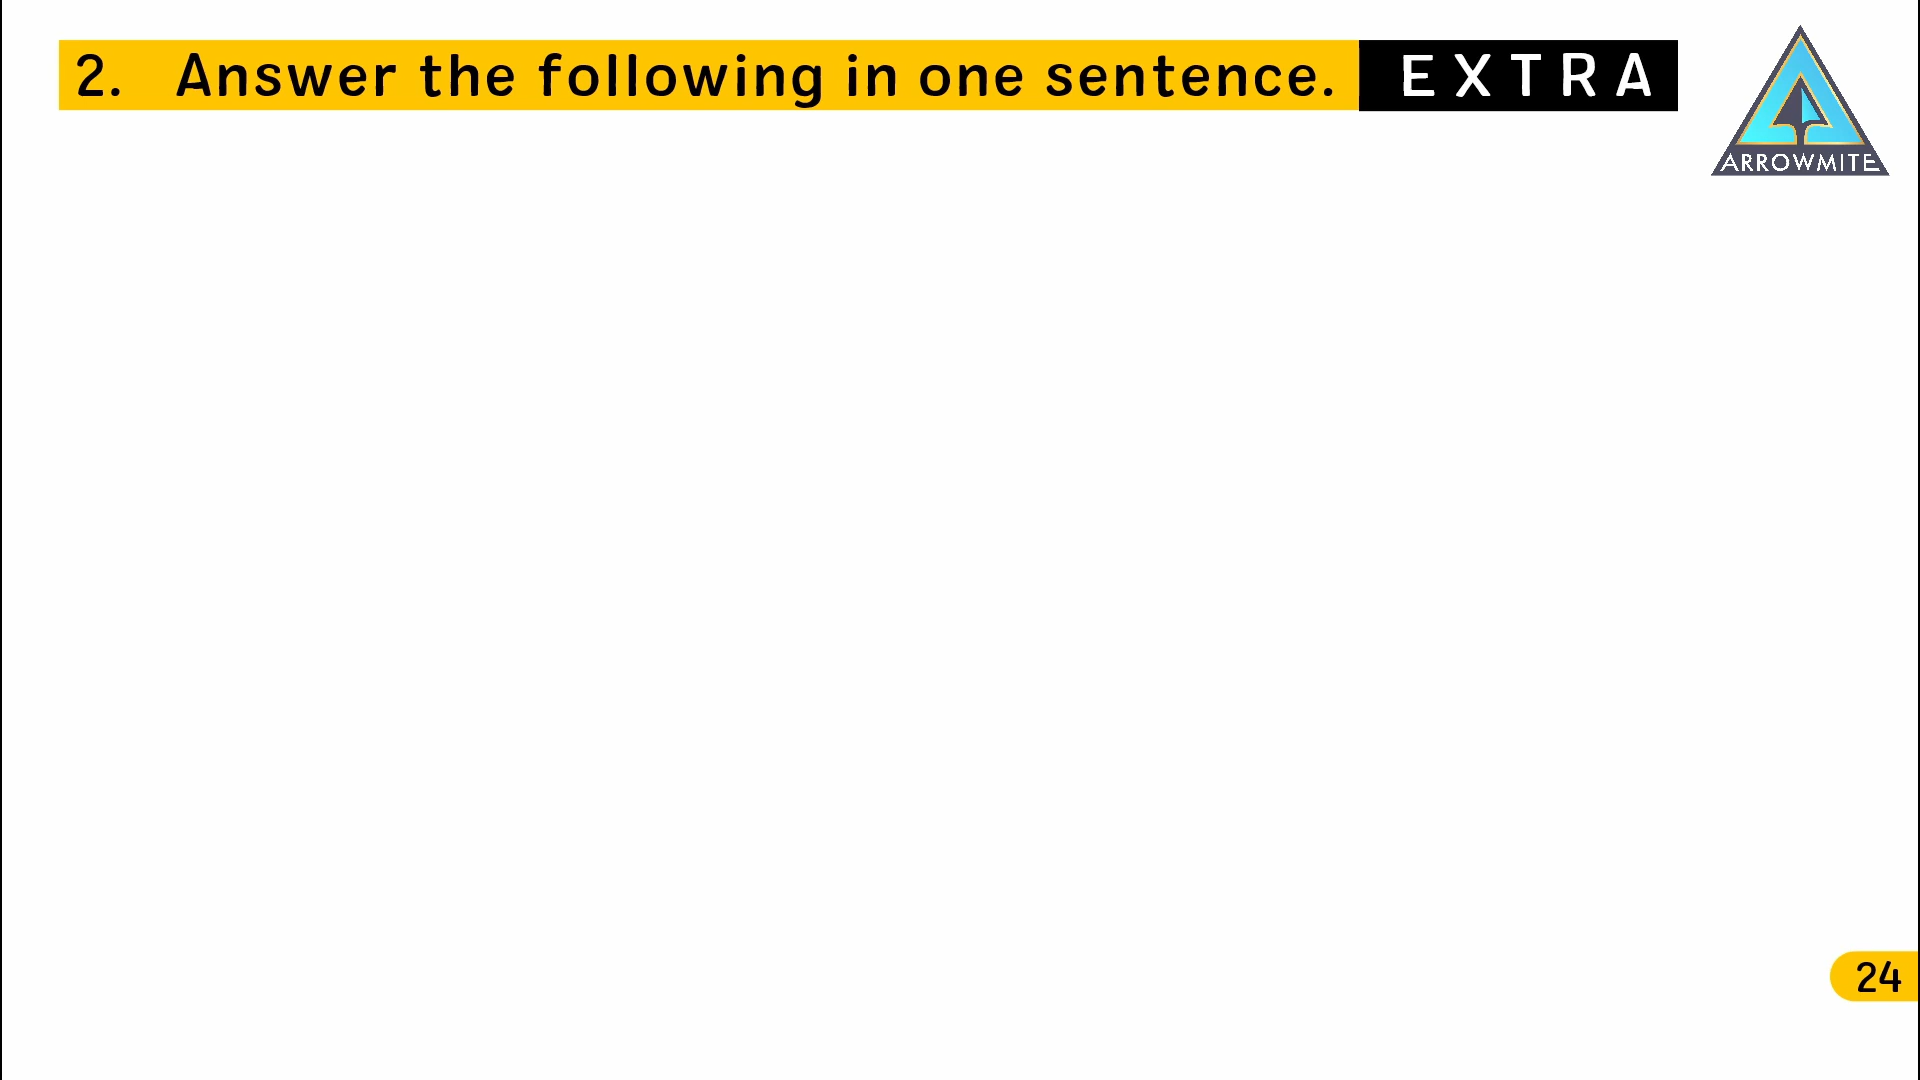 2. Answer the following in one sentence. EXTRA
ARROWMITE
24